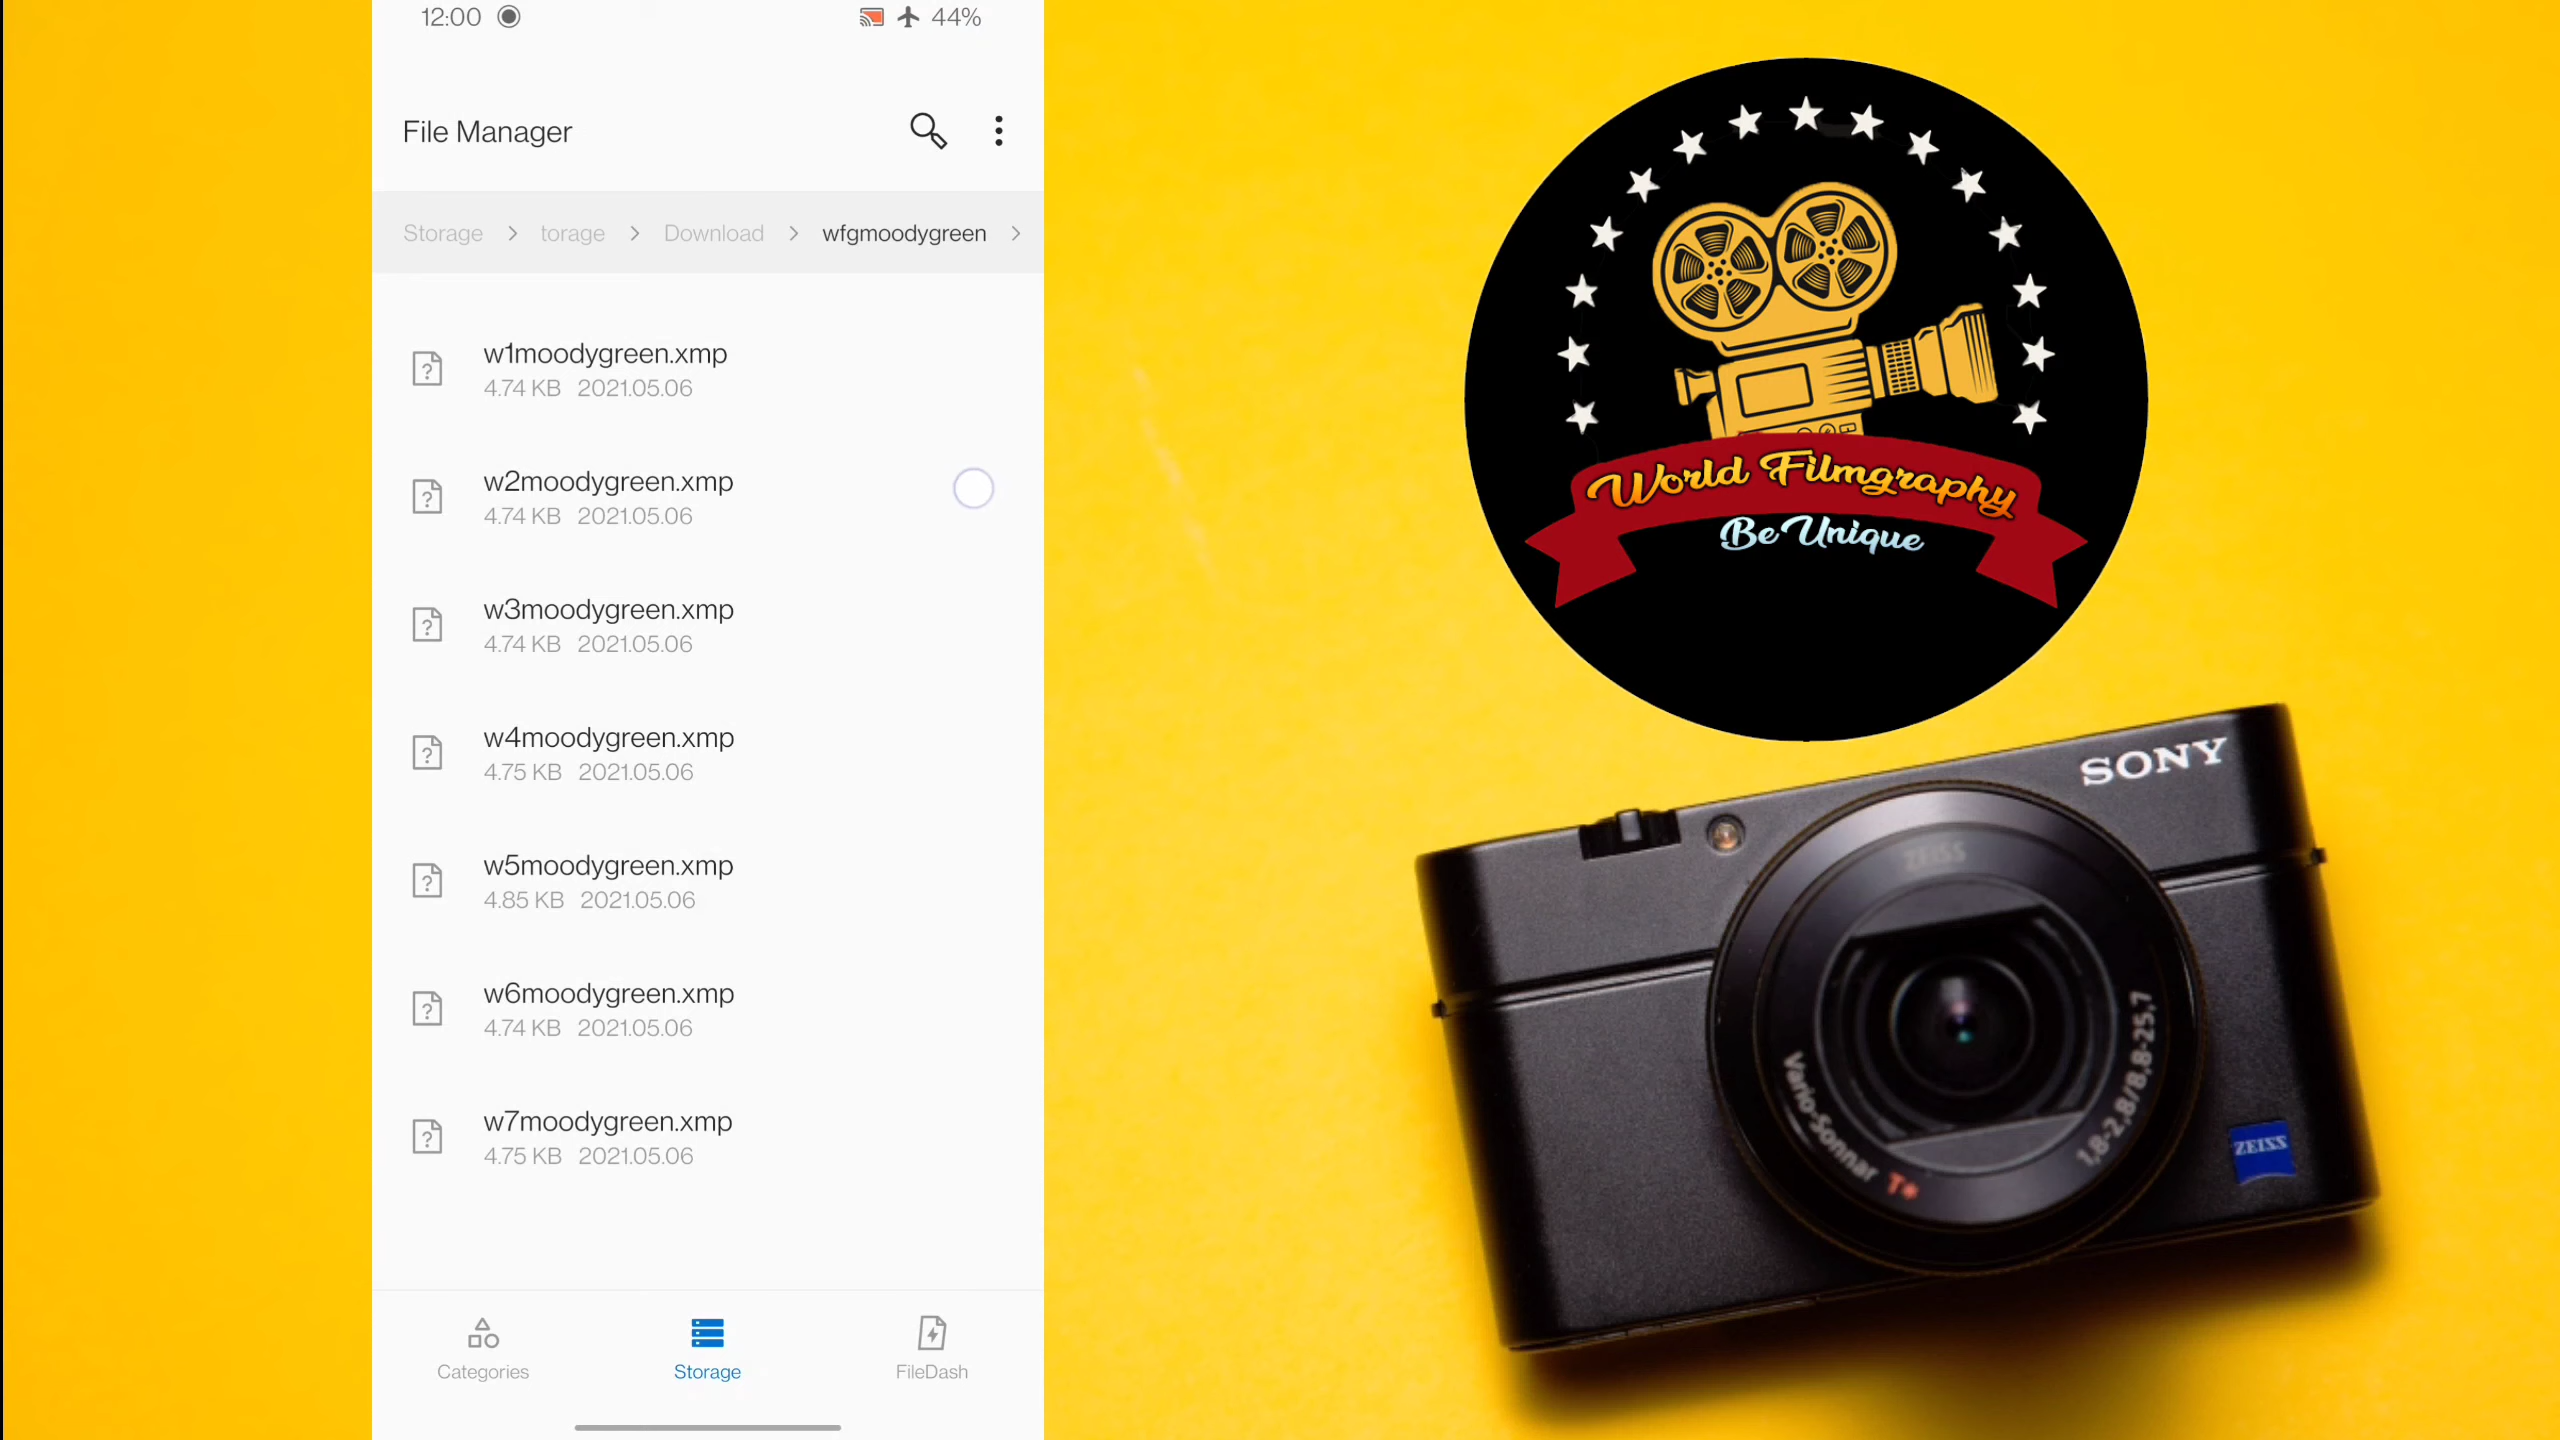 12:00
44%
File Manager
Storage > torage > Download > wfgmoodygreen >
w1moodygreen.xmp
4.74 KB 2021.05.06
w2moodygreen.xmp
4.74 KB 2021.05.06
w3moodygreen.xmp
4.74 KB 2021.05.06
w4moodygreen.xmp
4.75 KB 2021.05.06
w5moodygreen.xmp
4.85 KB 2021.05.06
w6moodygreen.xmp
4.74 KB 2021.05.06
w7moodygreen.xmp
4.75 KB 2021.05.06
Categories
Storage
FileDash
World Filmgraphy
Be Unique
SONY
ZEISS
Vario-Sonnar T*
1,8-2,8/8,8-25,7
ZEISS